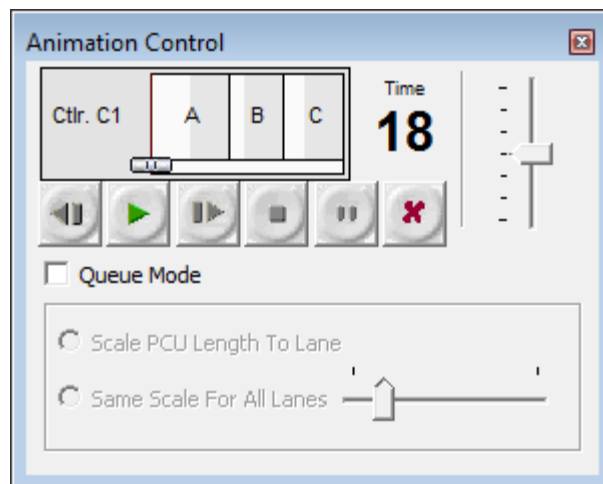 Animation Control
Ctlr. C1 A B C
Time
18
Queue Mode
Scale PCU Length To Lane
Same Scale For All Lanes